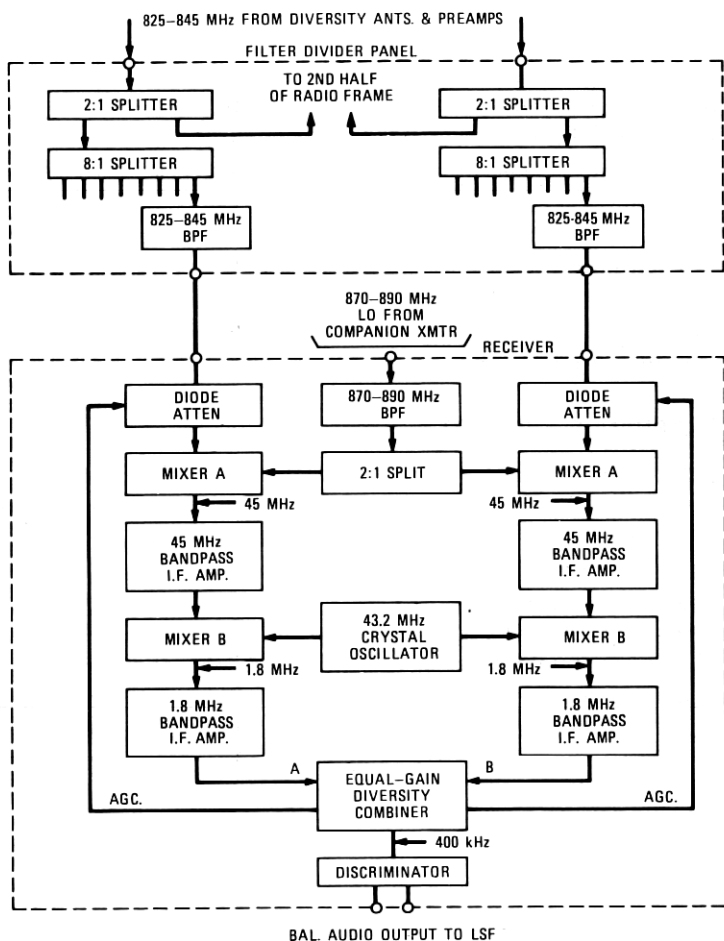 825–845 MHz FROM DIVERSITY ANTS. & PREAMPS
FILTER DIVIDER PANEL
2:1 SPLITTER
TO 2ND HALF
OF RADIO FRAME
2:1 SPLITTER
8:1 SPLITTER
8:1 SPLITTER
825–845 MHz
BPF
825-845 MHz
BPF
870–890 MHz
LO FROM
COMPANION XMTR
RECEIVER
DIODE
ATTEN
870–890 MHz
BPF
DIODE
ATTEN
MIXER A
2:1 SPLIT
MIXER A
45 MHz
45 MHz
45 MHz
BANDPASS
I.F. AMP.
45 MHz
BANDPASS
I.F. AMP.
MIXER B
43.2 MHz
CRYSTAL
OSCILLATOR
MIXER B
1.8 MHz
1.8 MHz
1.8 MHz
BANDPASS
I.F. AMP.
1.8 MHz
BANDPASS
I.F. AMP.
A
EQUAL–GAIN
DIVERSITY
COMBINER
B
AGC.
AGC.
400 kHz
DISCRIMINATOR
BAL. AUDIO OUTPUT TO LSF